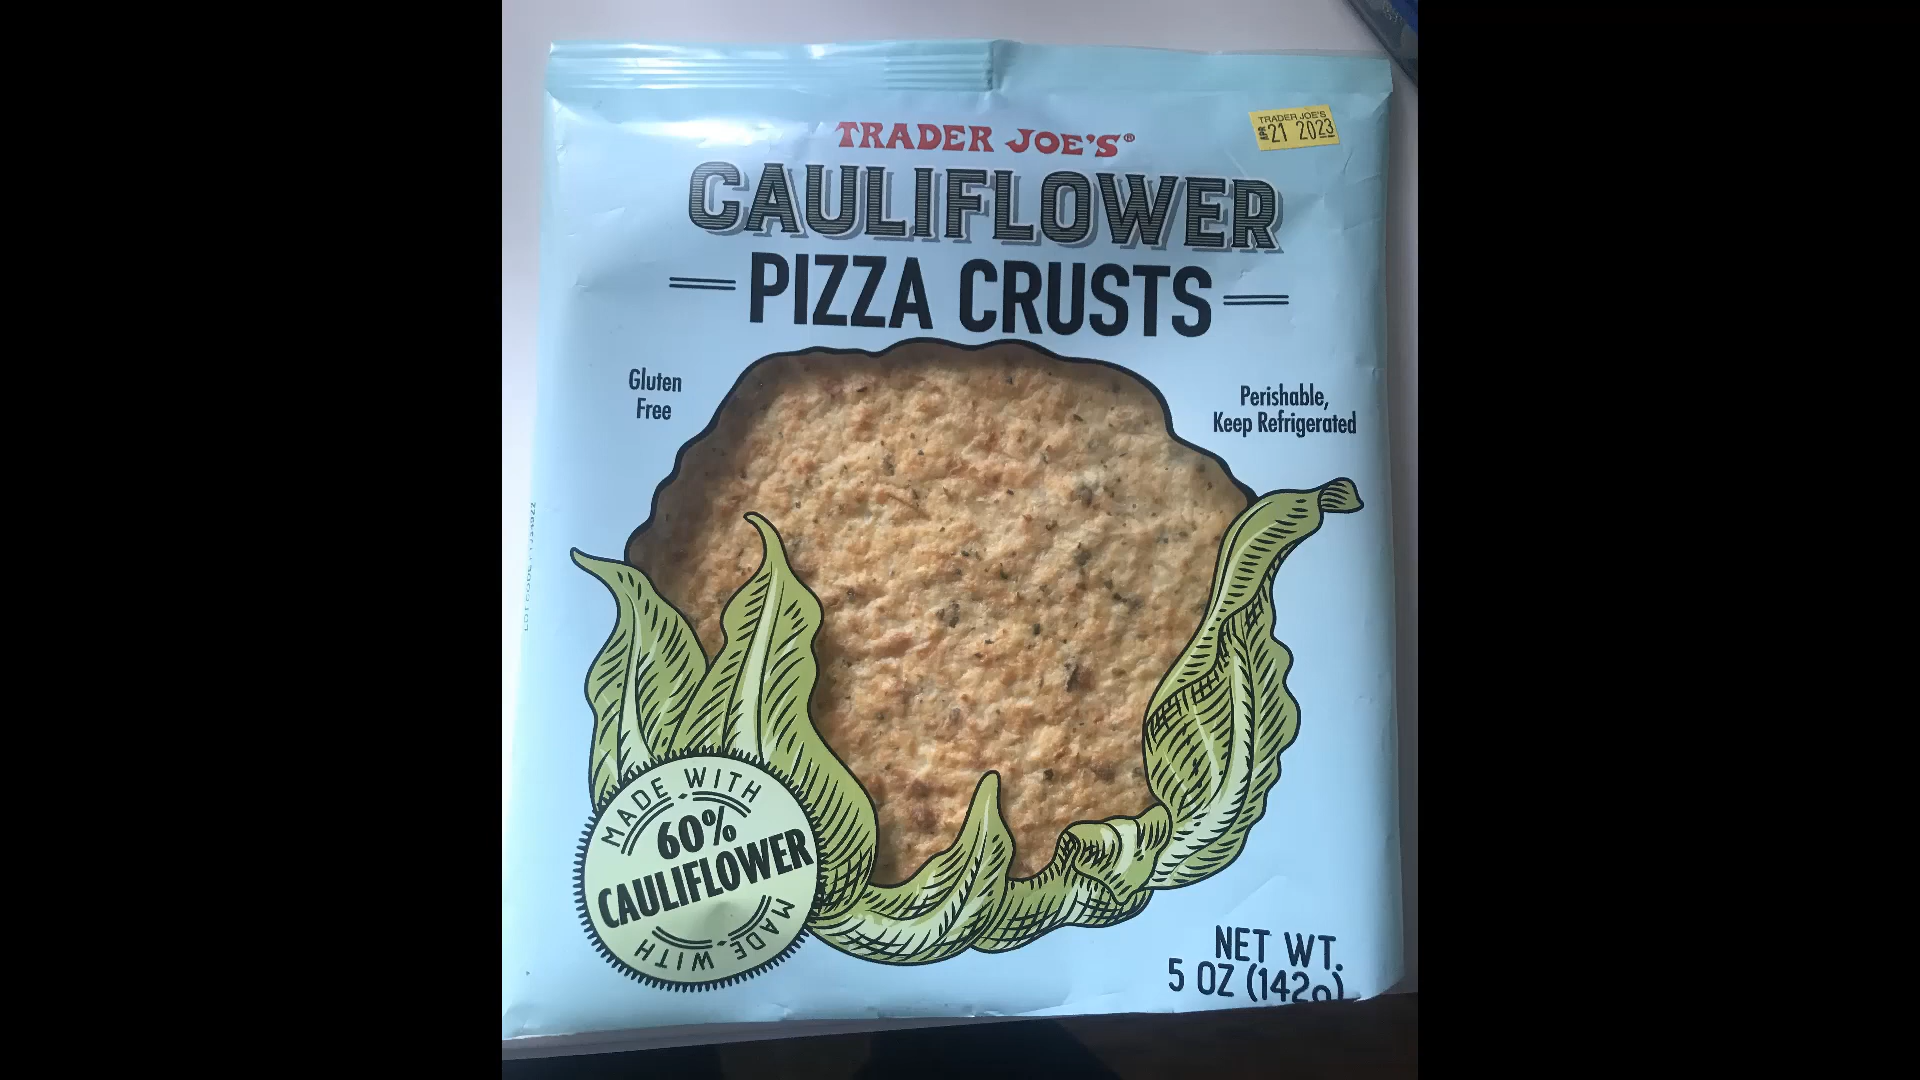 TRADER JOE'S®
TRADER JOE'S
APR 21 2023
CAULIFLOWER
PIZZA CRUSTS
Gluten
Free
Perishable,
Keep Refrigerated
MADE WITH
60%
CAULIFLOWER
MADE WITH
NET WT.
5 OZ (142g)